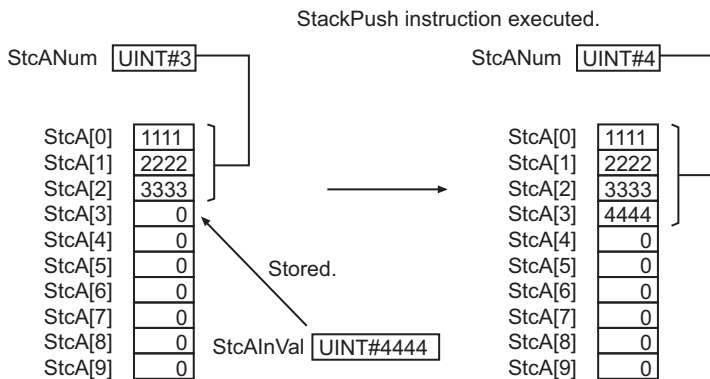 StackPush instruction executed.
StcANum UINT#3
StcANum UINT#4
StcA[0] 1111
StcA[1] 2222
StcA[2] 3333
StcA[3] 0
StcA[4] 0
StcA[5] 0
StcA[6] 0
StcA[7] 0
StcA[8] 0
StcA[9] 0
Stored.
StcAInVal UINT#4444
StcA[0] 1111
StcA[1] 2222
StcA[2] 3333
StcA[3] 4444
StcA[4] 0
StcA[5] 0
StcA[6] 0
StcA[7] 0
StcA[8] 0
StcA[9] 0